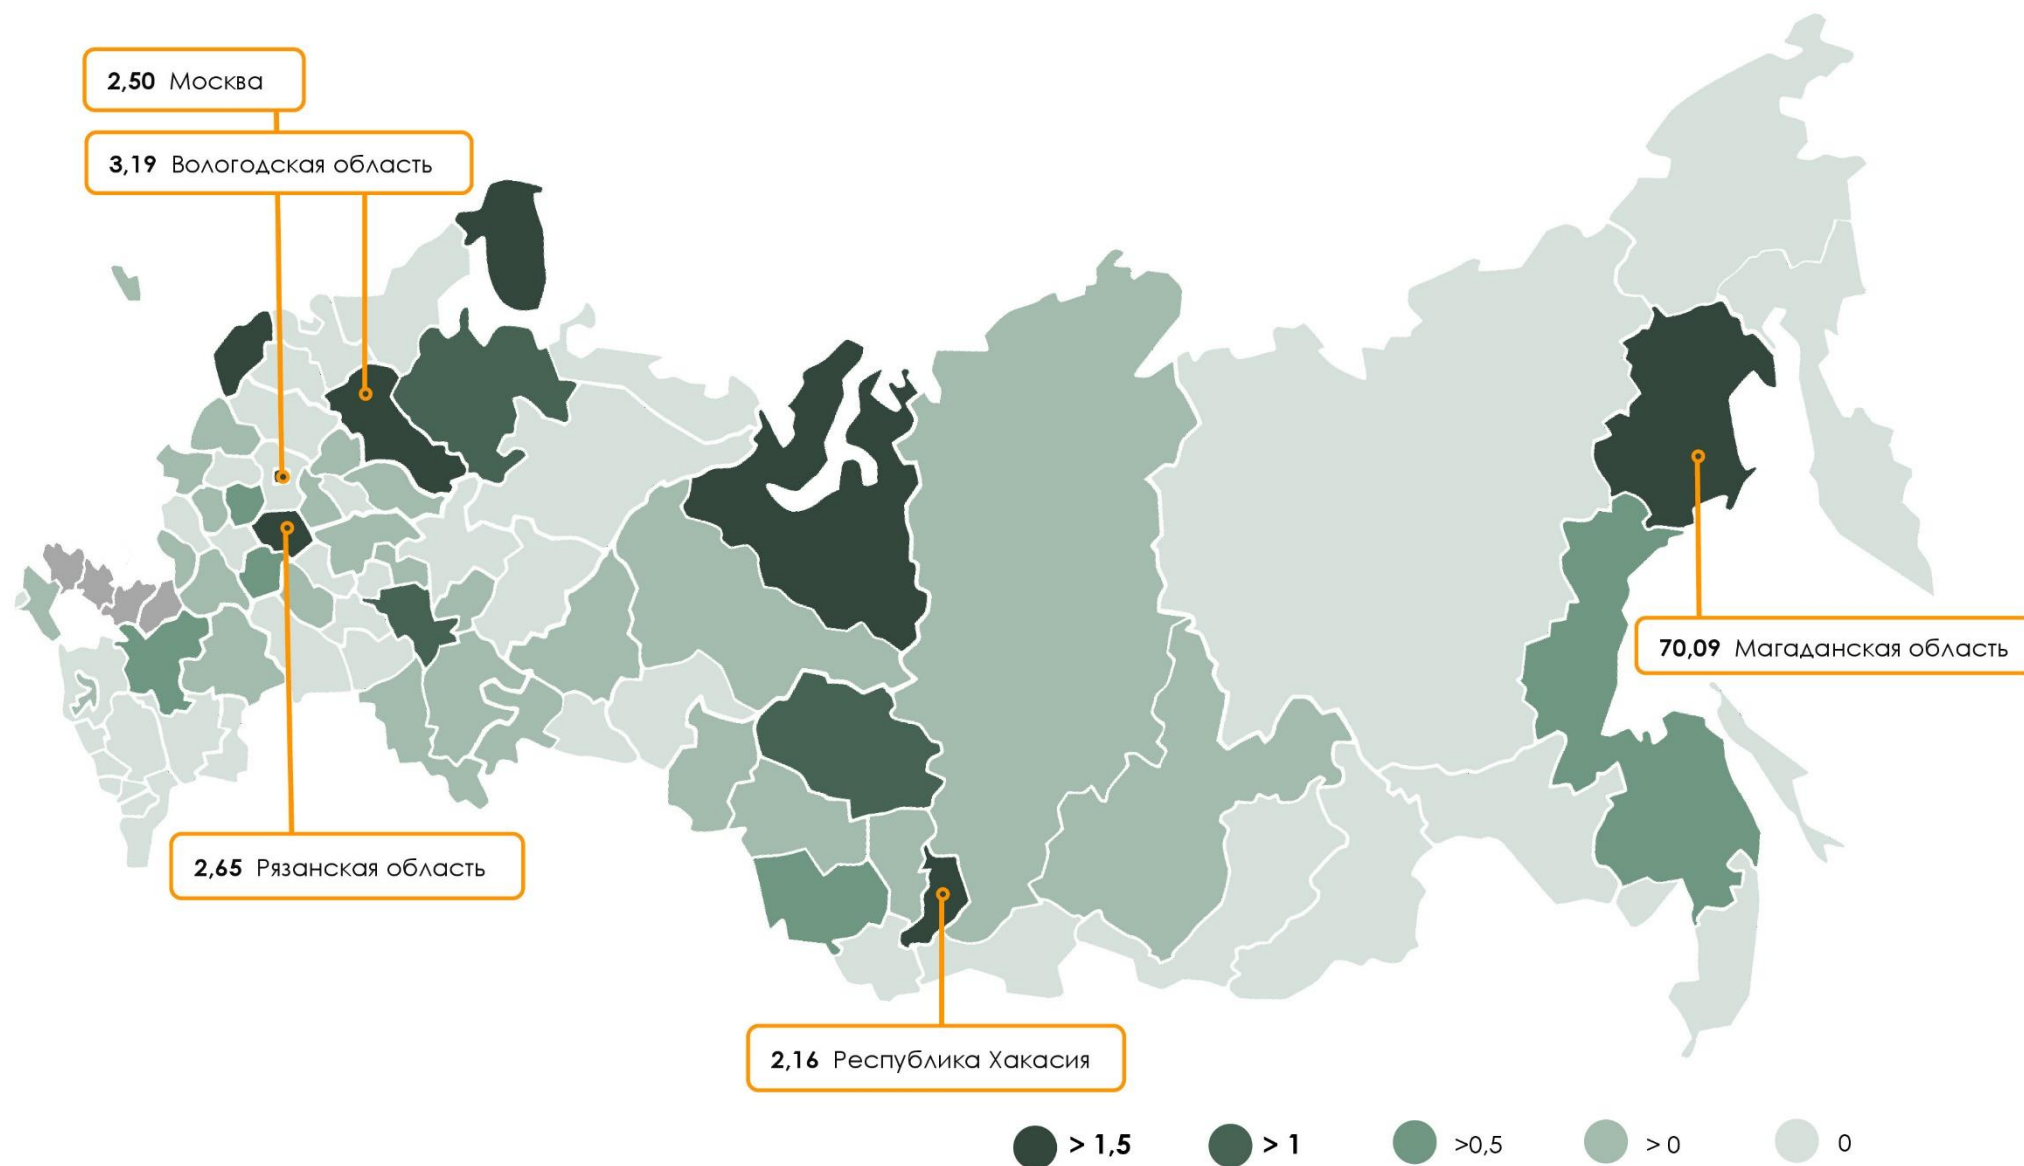 2,50 Москва
3,19 Вологодская область
70,09 Магаданская область
2,65 Рязанская область
2,16 Республика Хакасия
> 1,5
> 1
>0,5
> 0
0